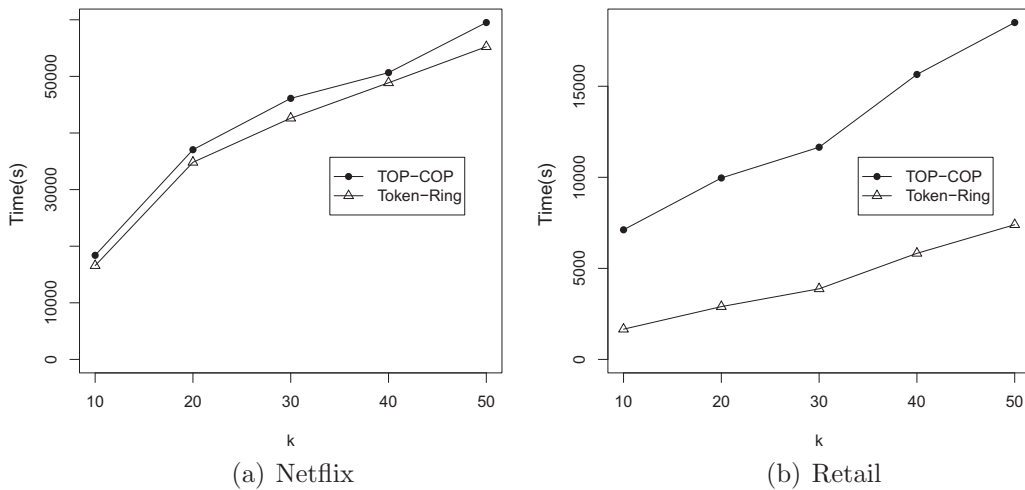 Time(s)
50000
30000
10000
0
TOP−COP
Token−Ring
10 20 30 40 50
k
(a) Netflix
Time(s)
15000
10000
5000
0
TOP−COP
Token−Ring
10 20 30 40 50
k
(b) Retail